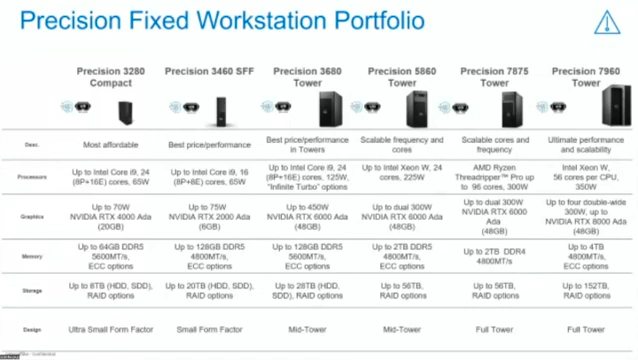 Precision Fixed Workstation Portfolio
Precision 3280 Compact
Precision 3460 SFF
Precision 3680 Tower
Precision 5860 Tower
Precision 7875 Tower
Precision 7960 Tower
Desc.
Most affordable
Best price/performance
Best price/performance in Towers
Scalable frequency and cores
Scalable cores and frequency
Ultimate performance and scalability
Processors
Up to Intel Core i9, 24 (8P+16E) cores, 65W
Up to Intel Core i9, 16 (8P+8E) cores, 65W
Up to Intel Core i9, 24 (8P+16E) cores, 125W, "Infinite Turbo" options
Up to Intel Xeon W, 24 cores, 225W
AMD Ryzen Threadripper™ Pro up to 96 cores, 300W
Intel Xeon W, 56 cores per CPU, 350W
Graphics
Up to 70W NVIDIA RTX 4000 Ada (20GB)
Up to 75W NVIDIA RTX 2000 Ada (6GB)
Up to 450W NVIDIA RTX 6000 Ada (48GB)
Up to dual 300W NVIDIA RTX 6000 Ada (48GB)
Up to dual 300W NVIDIA RTX 6000 Ada (48GB)
Up to four double-wide 300W, up to NVIDIA RTX 8000 Ada (48GB)
Memory
Up to 64GB DDR5 5600MT/s, ECC options
Up to 128GB DDR5 4800MT/s, ECC options
Up to 128GB DDR5 5600MT/s, ECC options
Up to 2TB DDR5 4800MT/s, ECC options
Up to 2TB DDR4 4800MT/s
Up to 4TB 4800MT/s, ECC options
Storage
Up to 8TB (HDD, SDD), RAID options
Up to 20TB (HDD, SDD), RAID options
Up to 28TB (HDD, SDD), RAID options
Up to 56TB, RAID options
Up to 56TB, RAID options
Up to 152TB, RAID options
Design
Ultra Small Form Factor
Small Form Factor
Mid-Tower
Mid-Tower
Full Tower
Full Tower